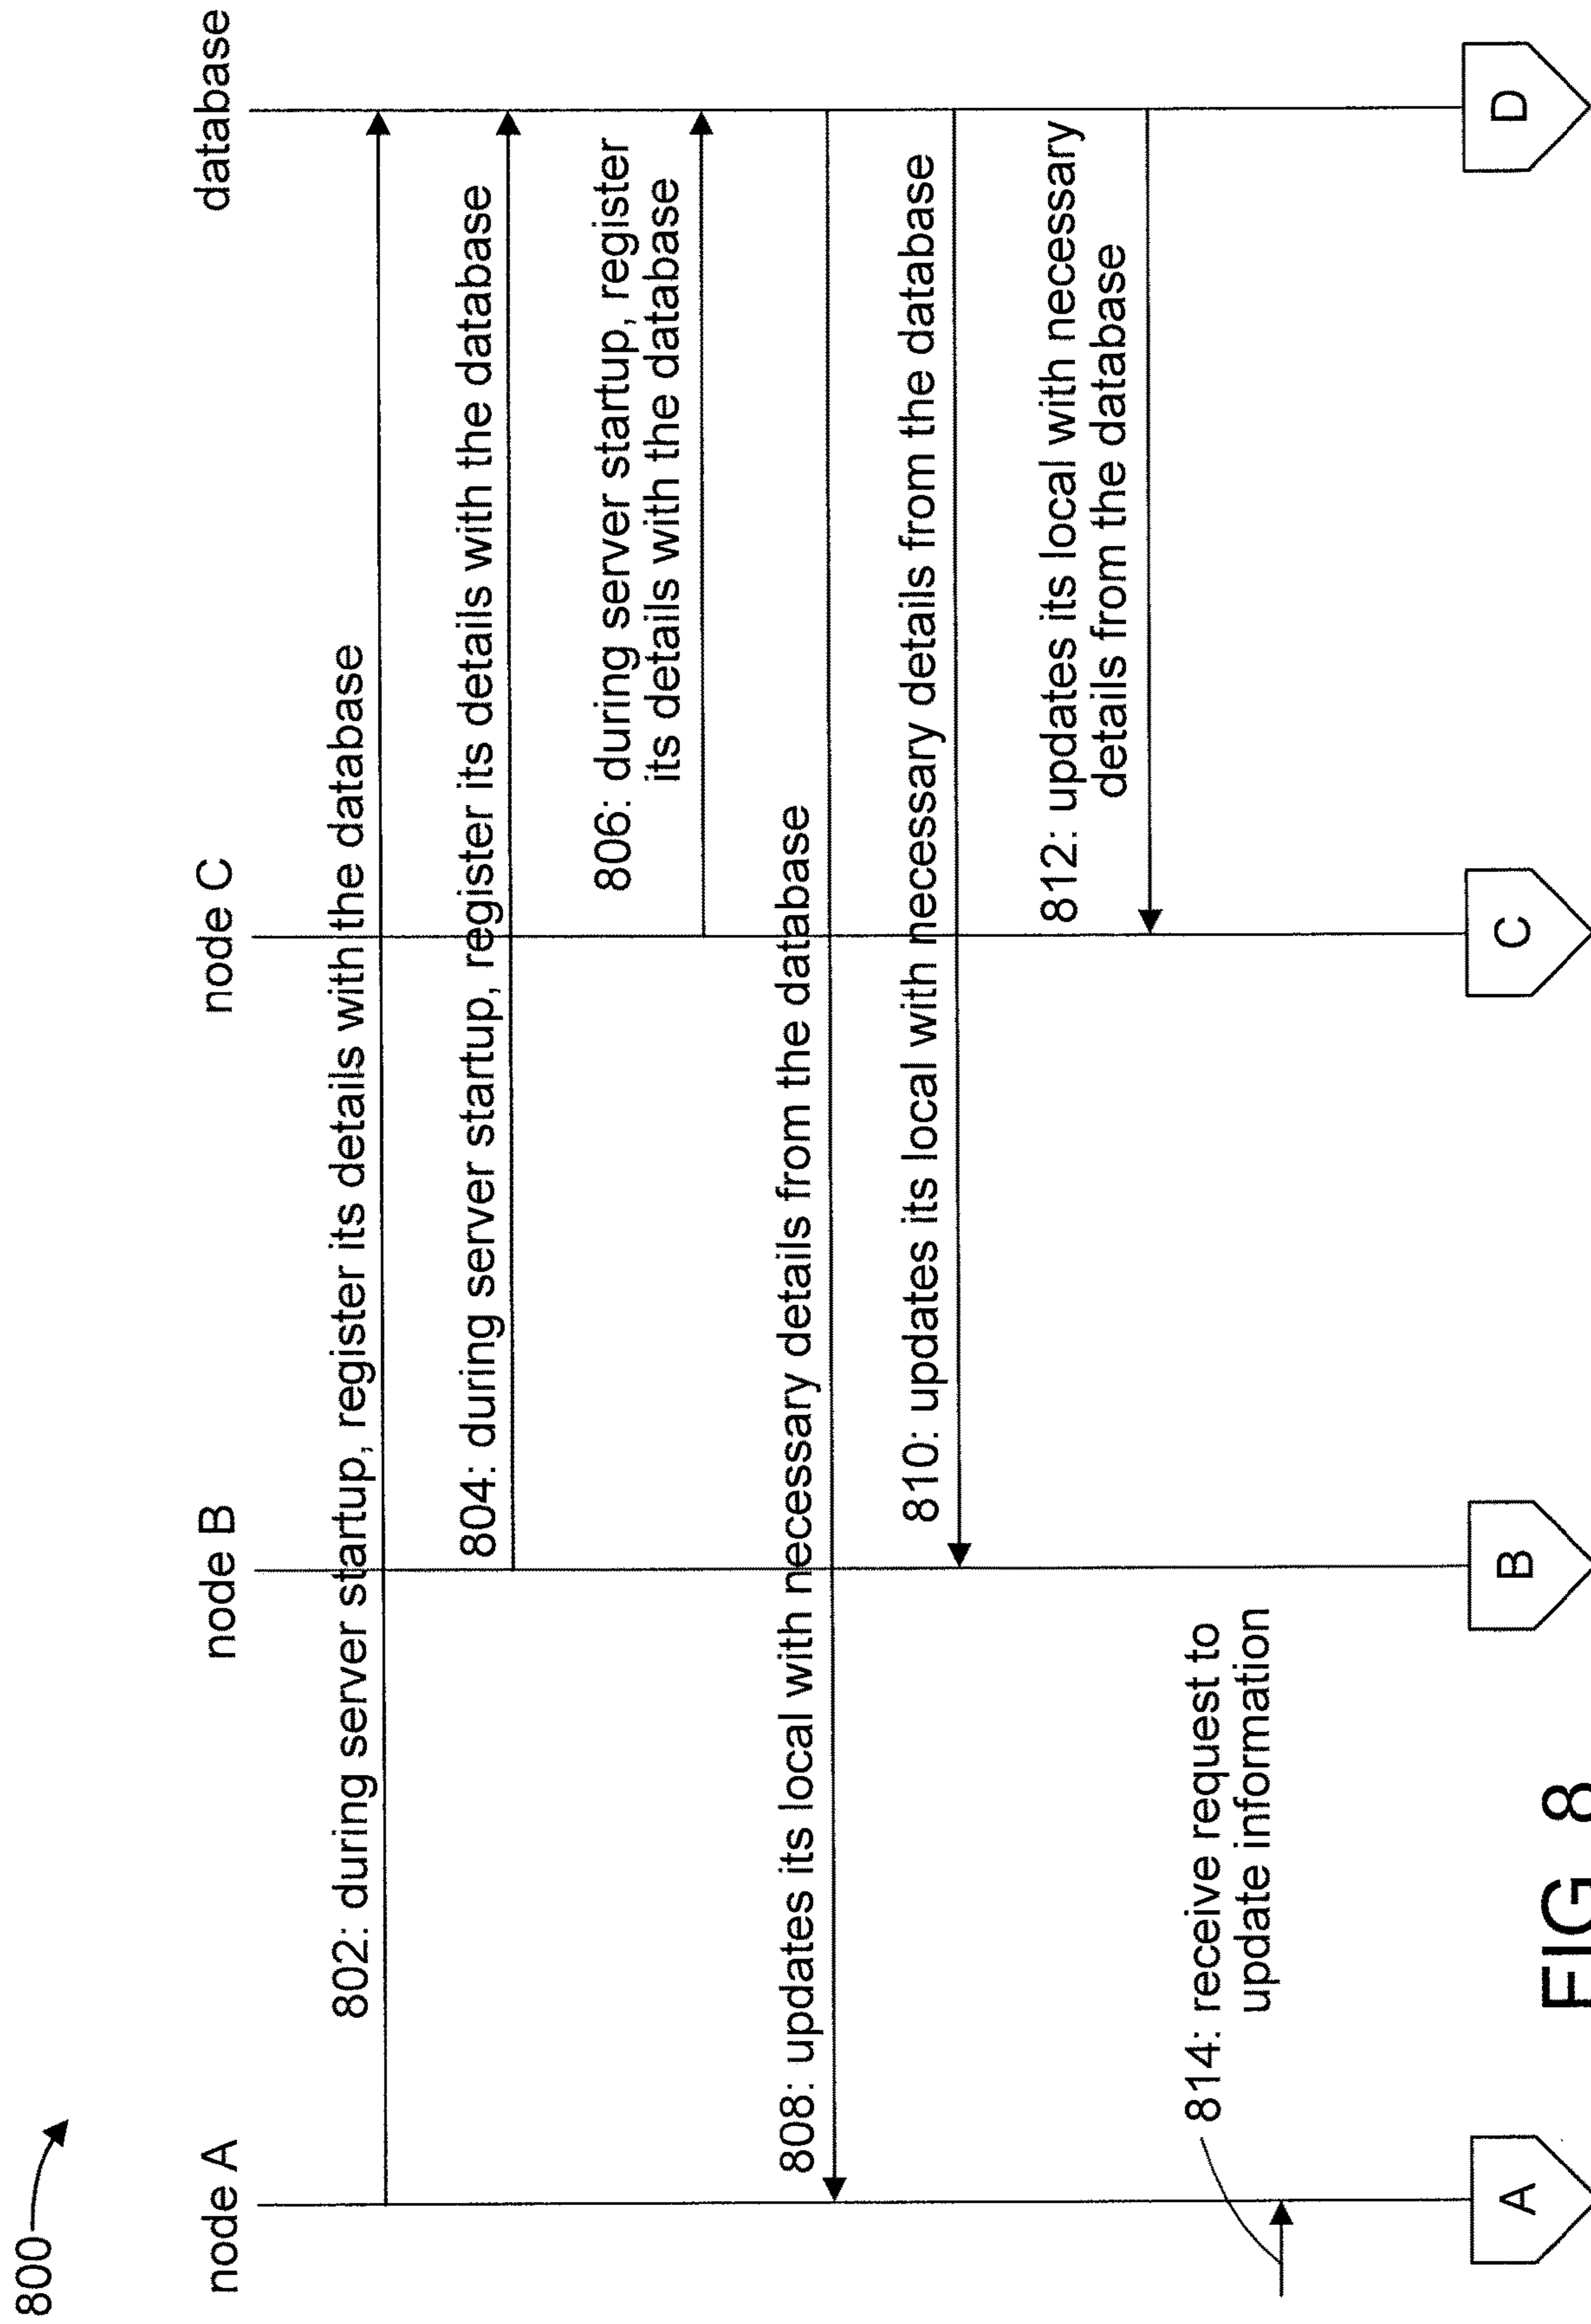 800
node A
node B
node C
database
802: during server startup, register its details with the database
804: during server startup, register its details with the database
806: during server startup, register
its details with the database
808: updates its local with necessary details from the database
810: updates its local with necessary details from the database
812: updates its local with necessary
details from the database
814: receive request to
update information
A
B
C
D
FIG. 8